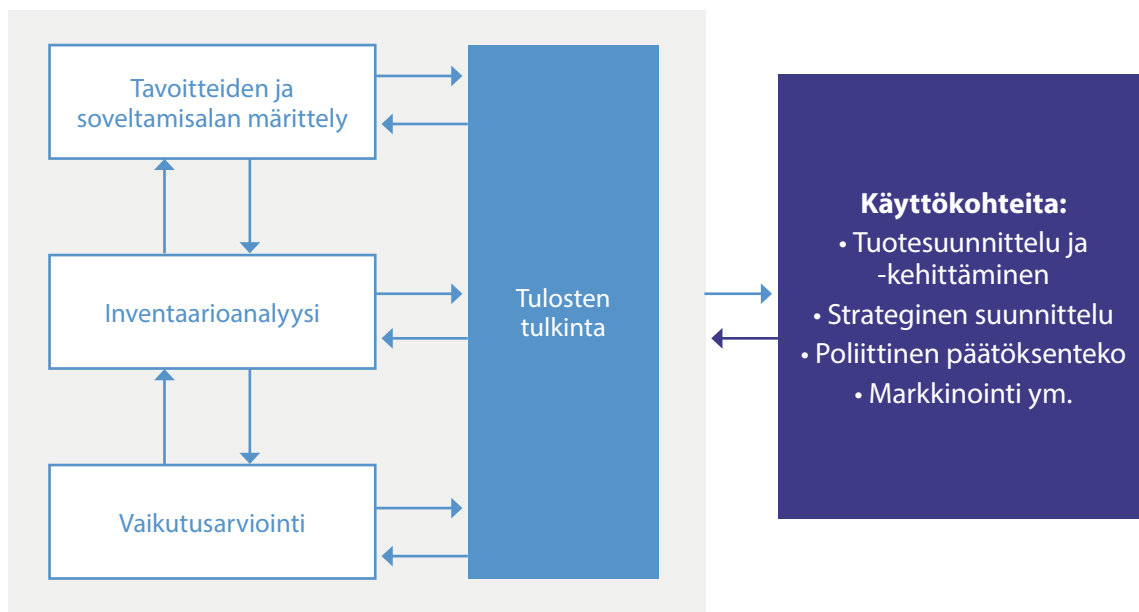 Tavoitteiden ja
soveltamisalan märittely
Inventaarioanalyysi
Vaikutusarviointi
Tulosten
tulkinta
Käyttökohteita:
• Tuotesuunnittelu ja
-kehittäminen
• Strateginen suunnittelu
• Poliittinen päätöksenteko
• Markkinointi ym.